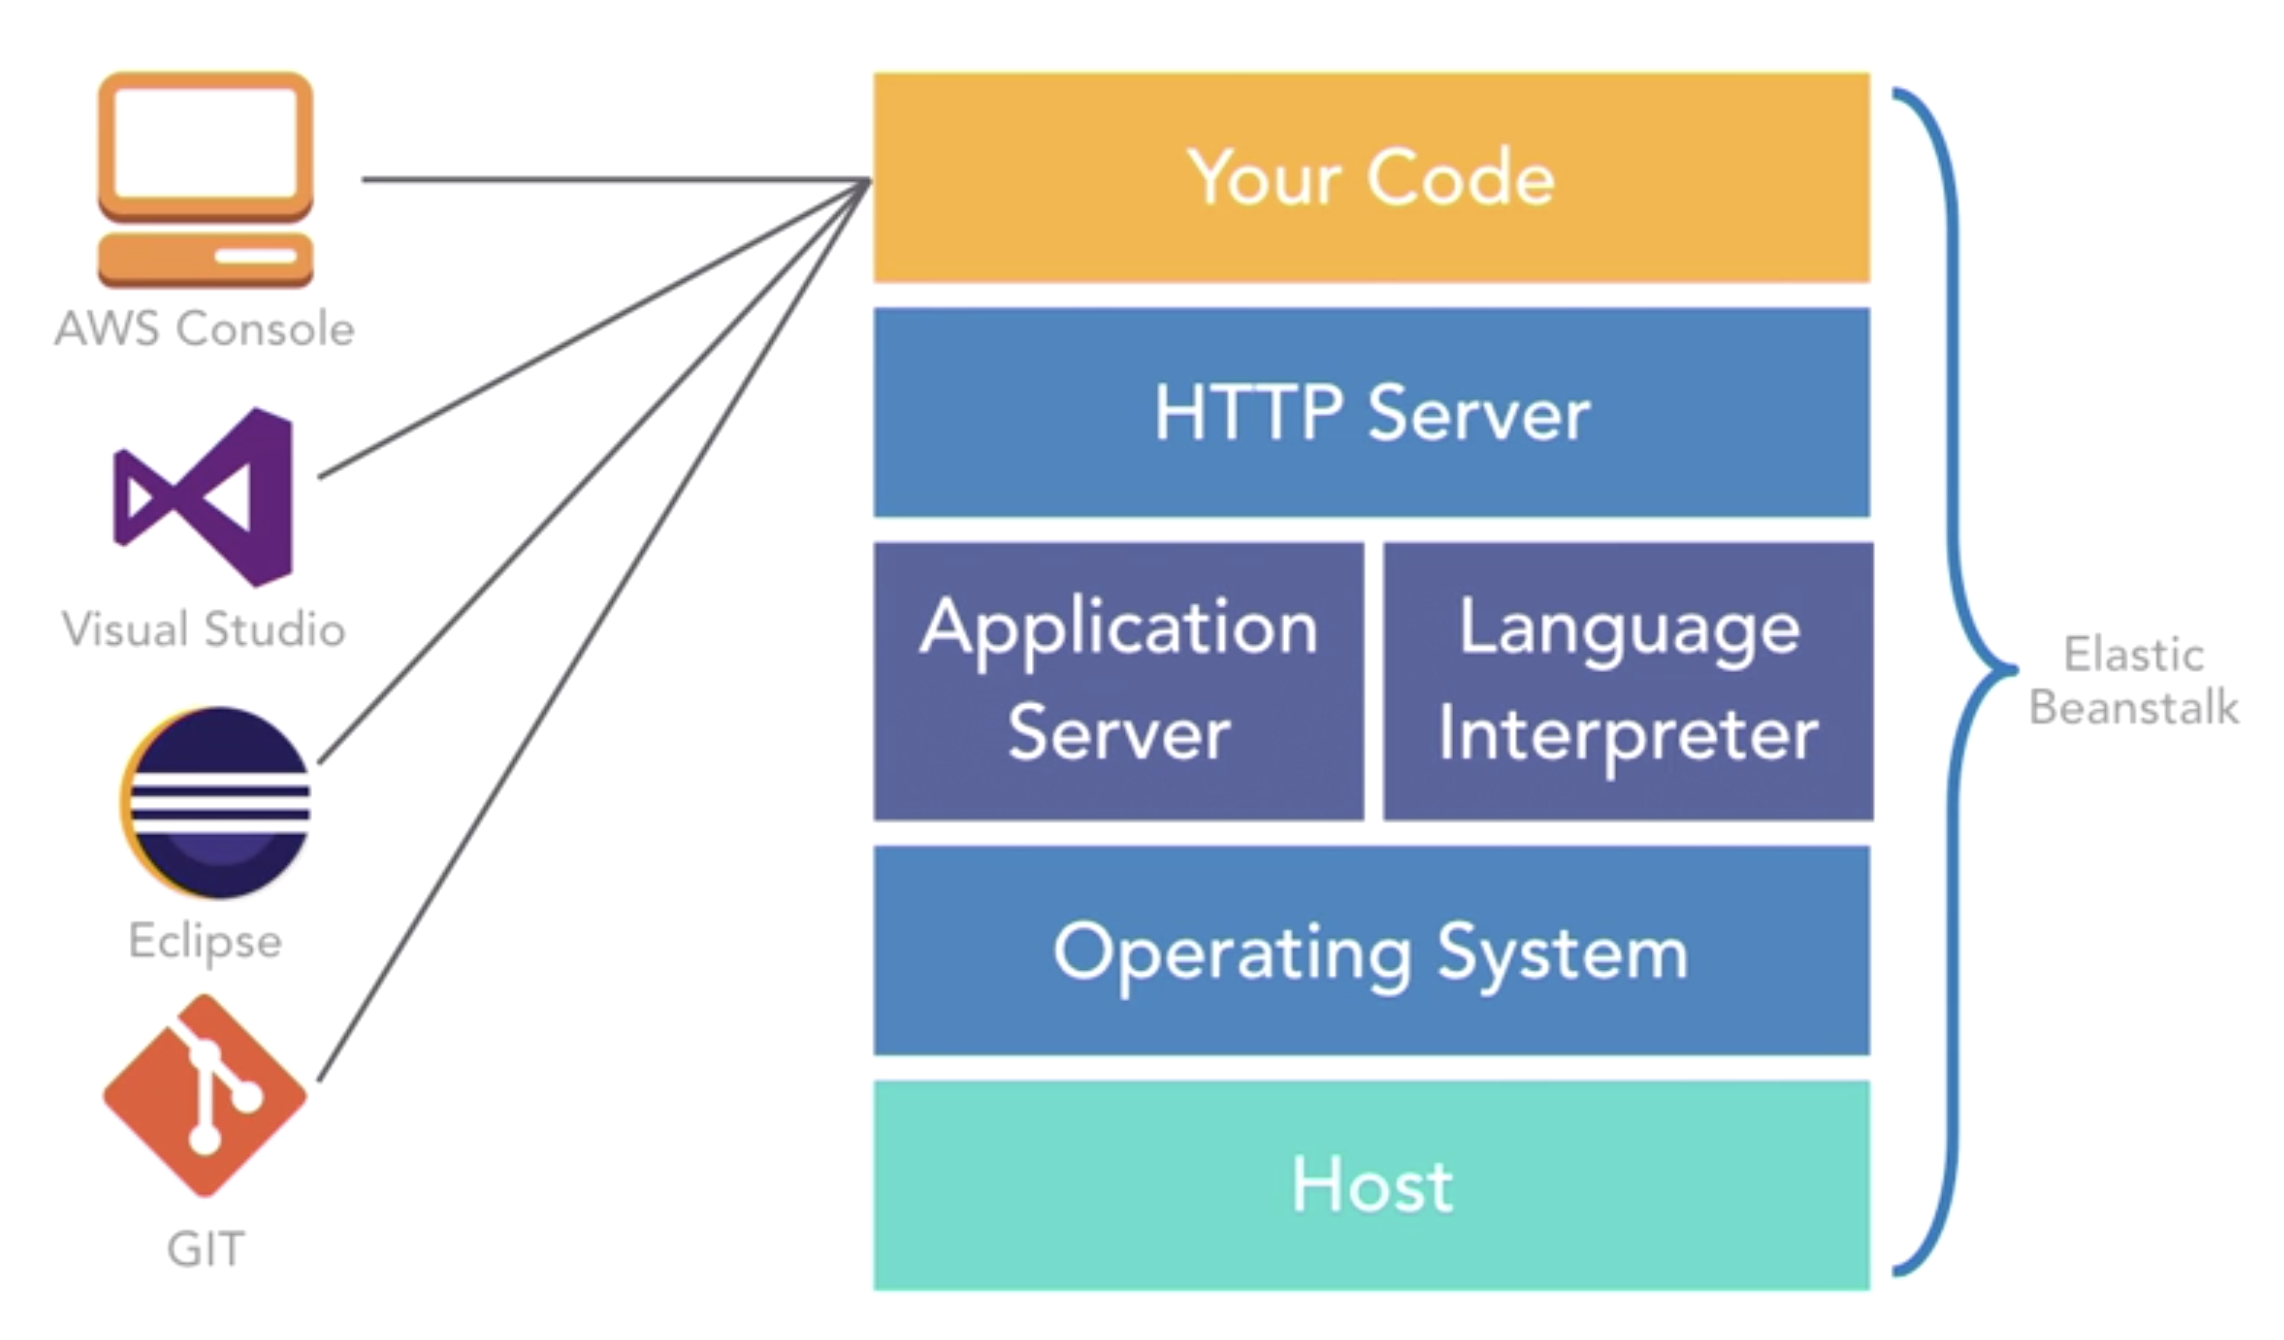 AWS Console
Visual Studio
Eclipse
GIT
Your Code
HTTP Server
Application
Server
Language
Interpreter
Operating System
Host
Elastic
Beanstalk